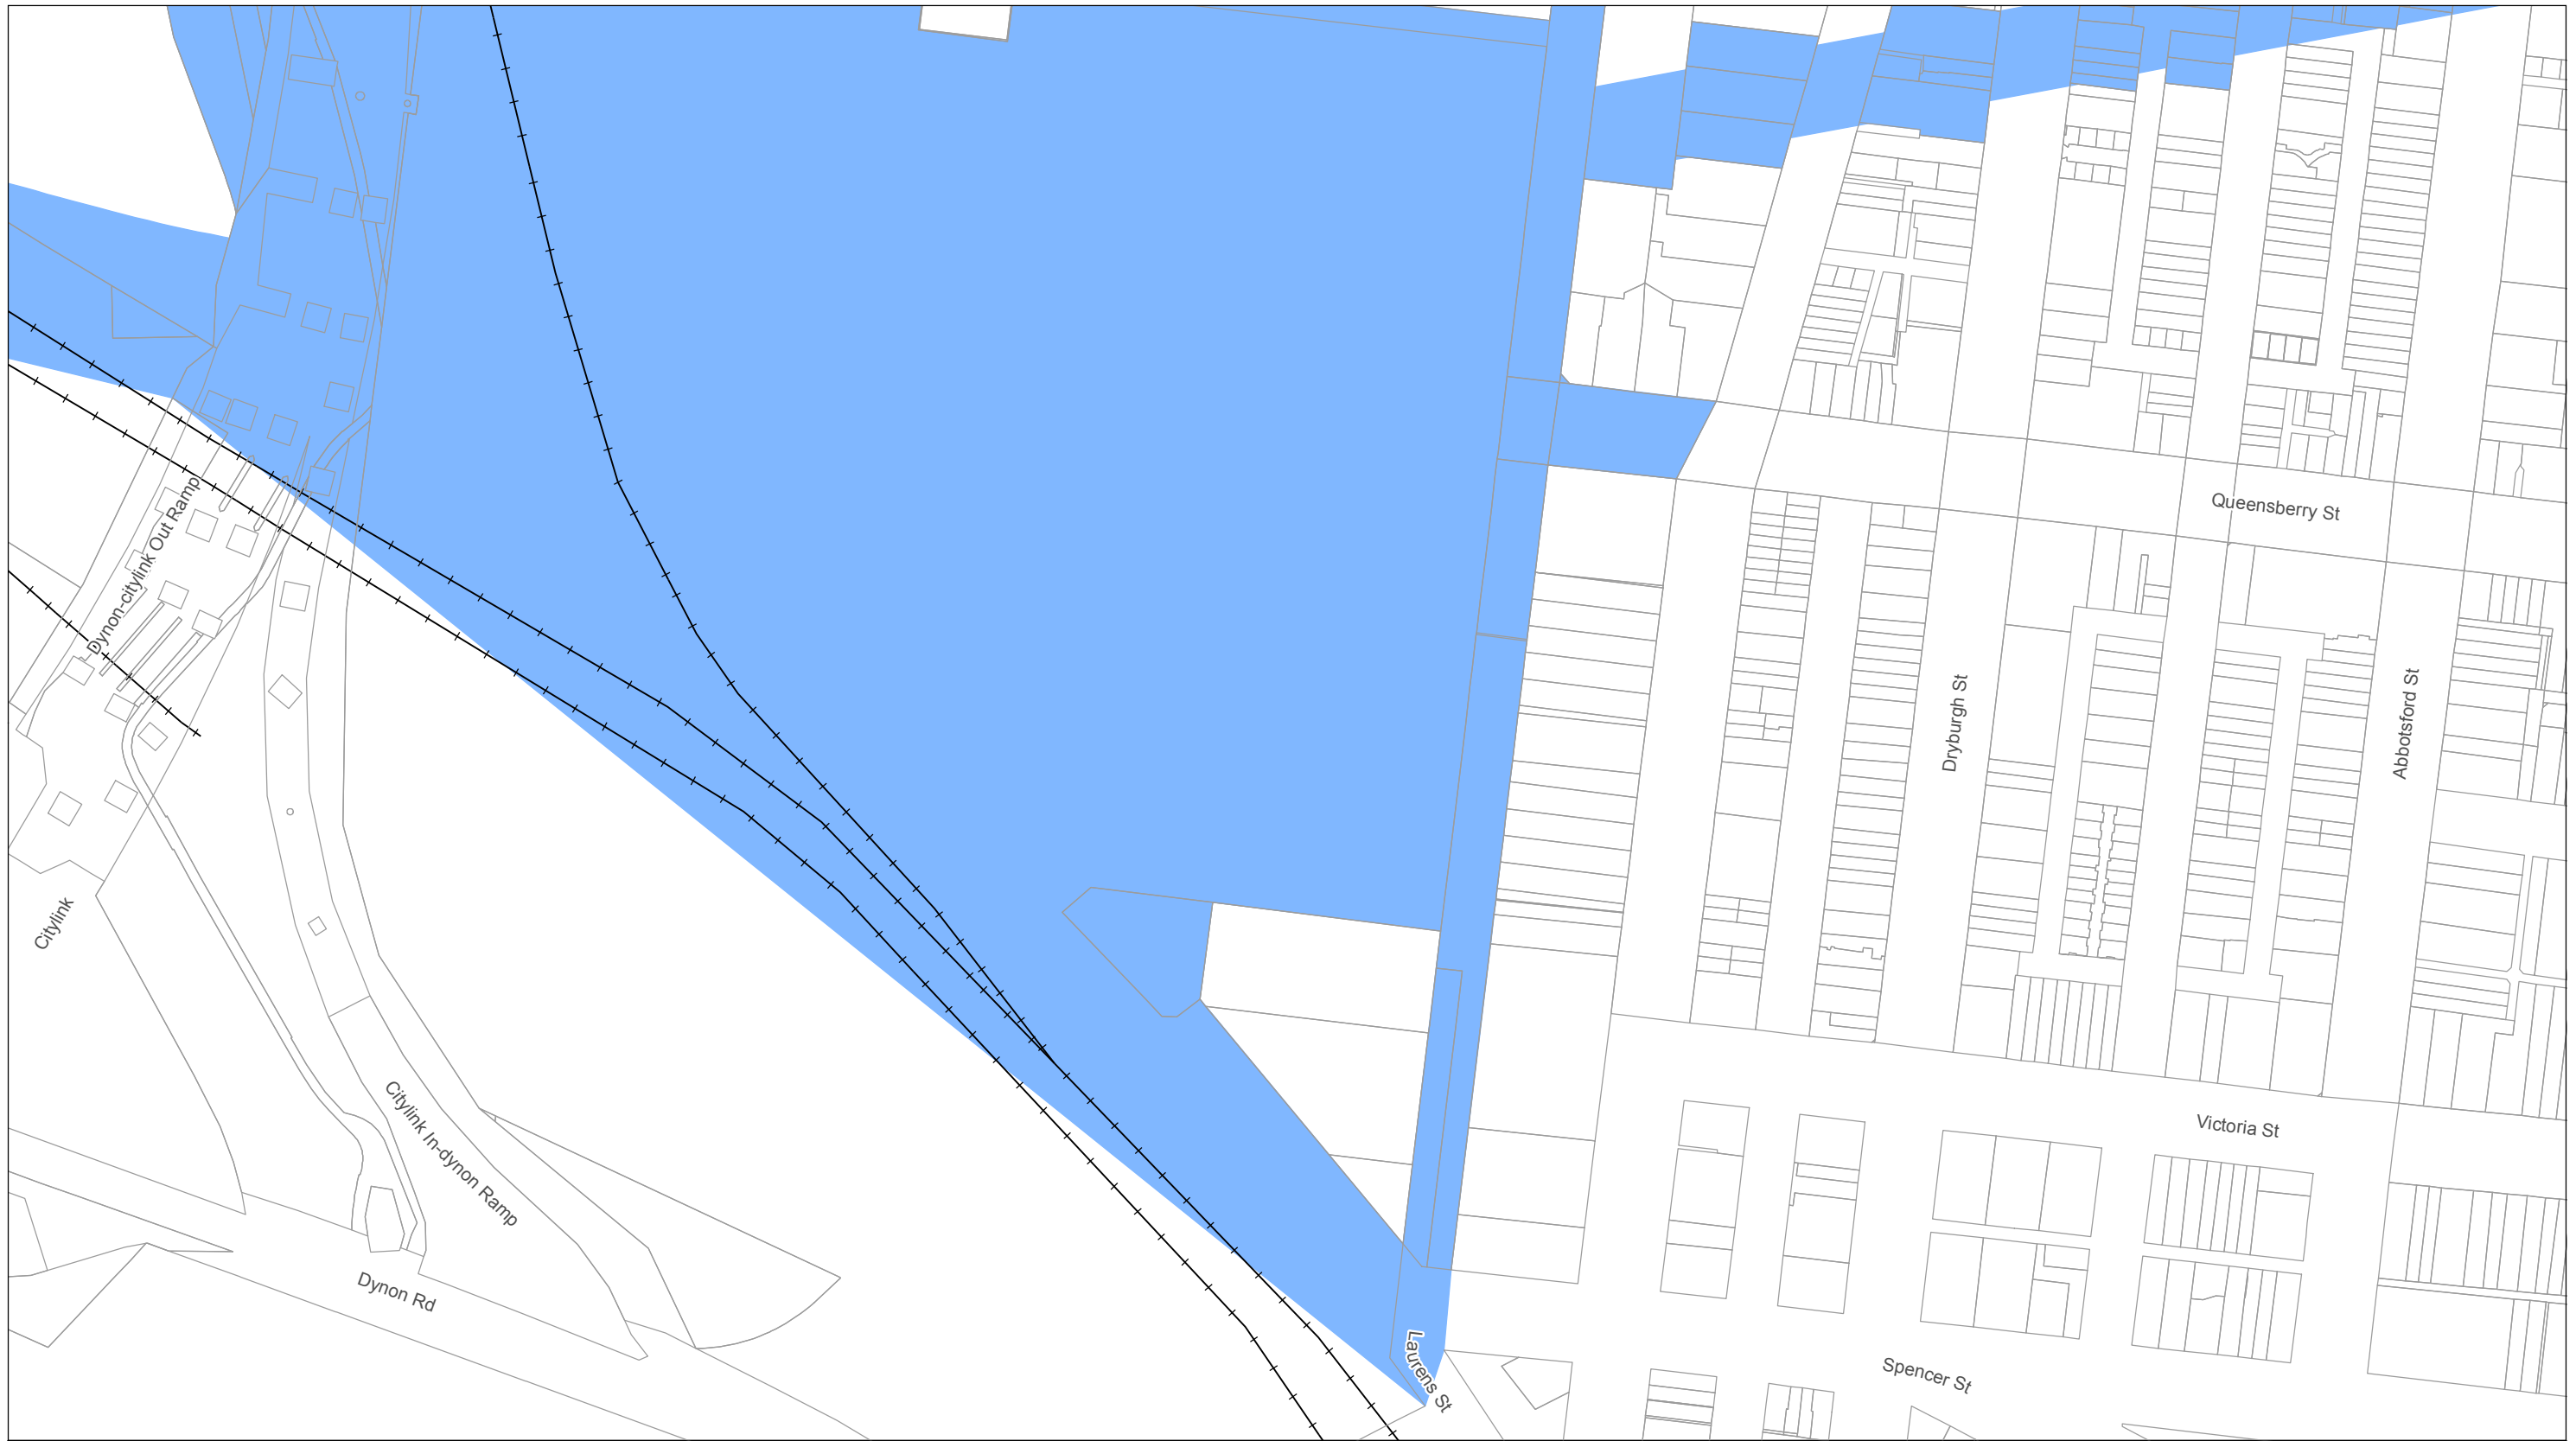 Queensberry St
Dynon-citylink Out Ramp
Dryburgh St
Abbotsford St
Citylink
Citylink In-dynon Ramp
Victoria St
Dynon Rd
Laurens St
Spencer St